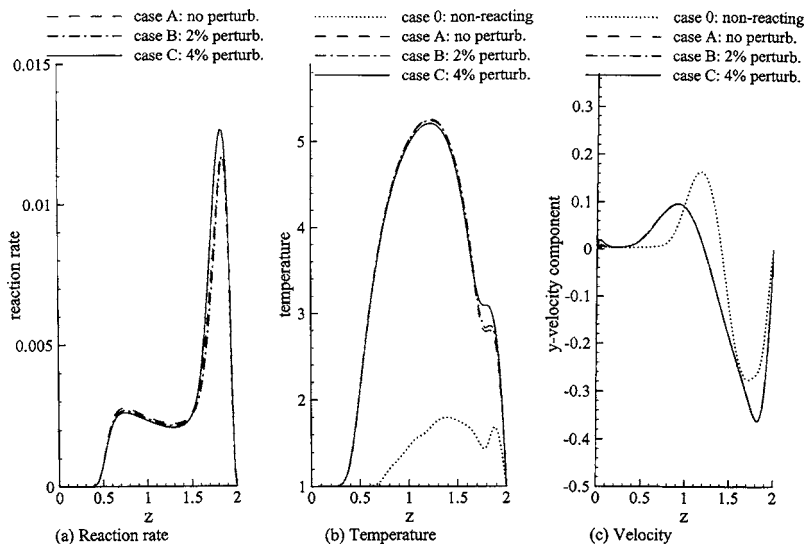 case A: no perturb.
case B: 2% perturb.
case C: 4% perturb.
0.015
0.01
0.005
0
reaction rate
0 0.5 1 1.5 2
z
(a) Reaction rate
case 0: non-reacting
case A: no perturb.
case B: 2% perturb.
case C: 4% perturb.
5
4
3
2
1
temperature
0 0.5 1 1.5 2
z
(b) Temperature
case 0: non-reacting
case A: no perturb.
case B: 2% perturb.
case C: 4% perturb.
0.3
0.2
0.1
0
-0.1
-0.2
-0.3
-0.4
-0.5
y-velocity component
0 0.5 1 1.5 2
z
(c) Velocity